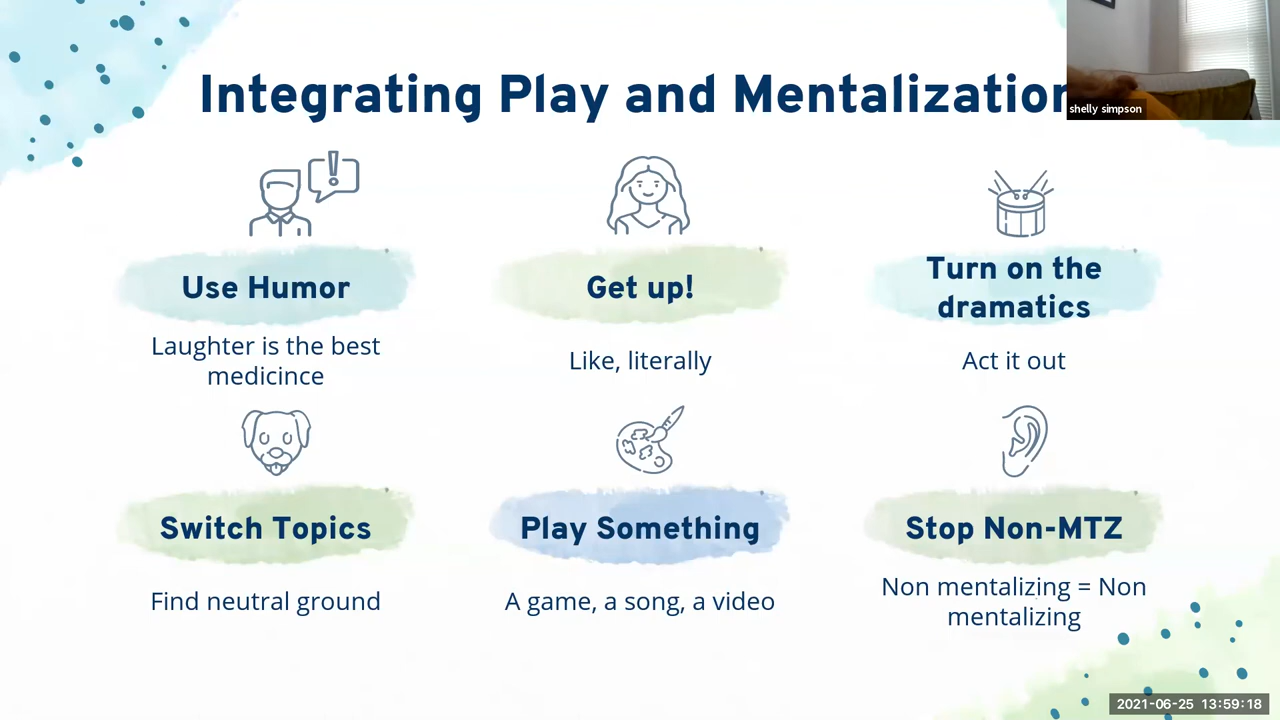 Integrating Play and Mentalization
shelly simpson
Use Humor
Laughter is the best
medicince
Get up!
Like, literally
Turn on the
dramatics
Act it out
Switch Topics
Find neutral ground
Play Something
A game, a song, a video
Stop Non-MTZ
Non mentalizing = Non
mentalizing
2021-06-25 13:59:18